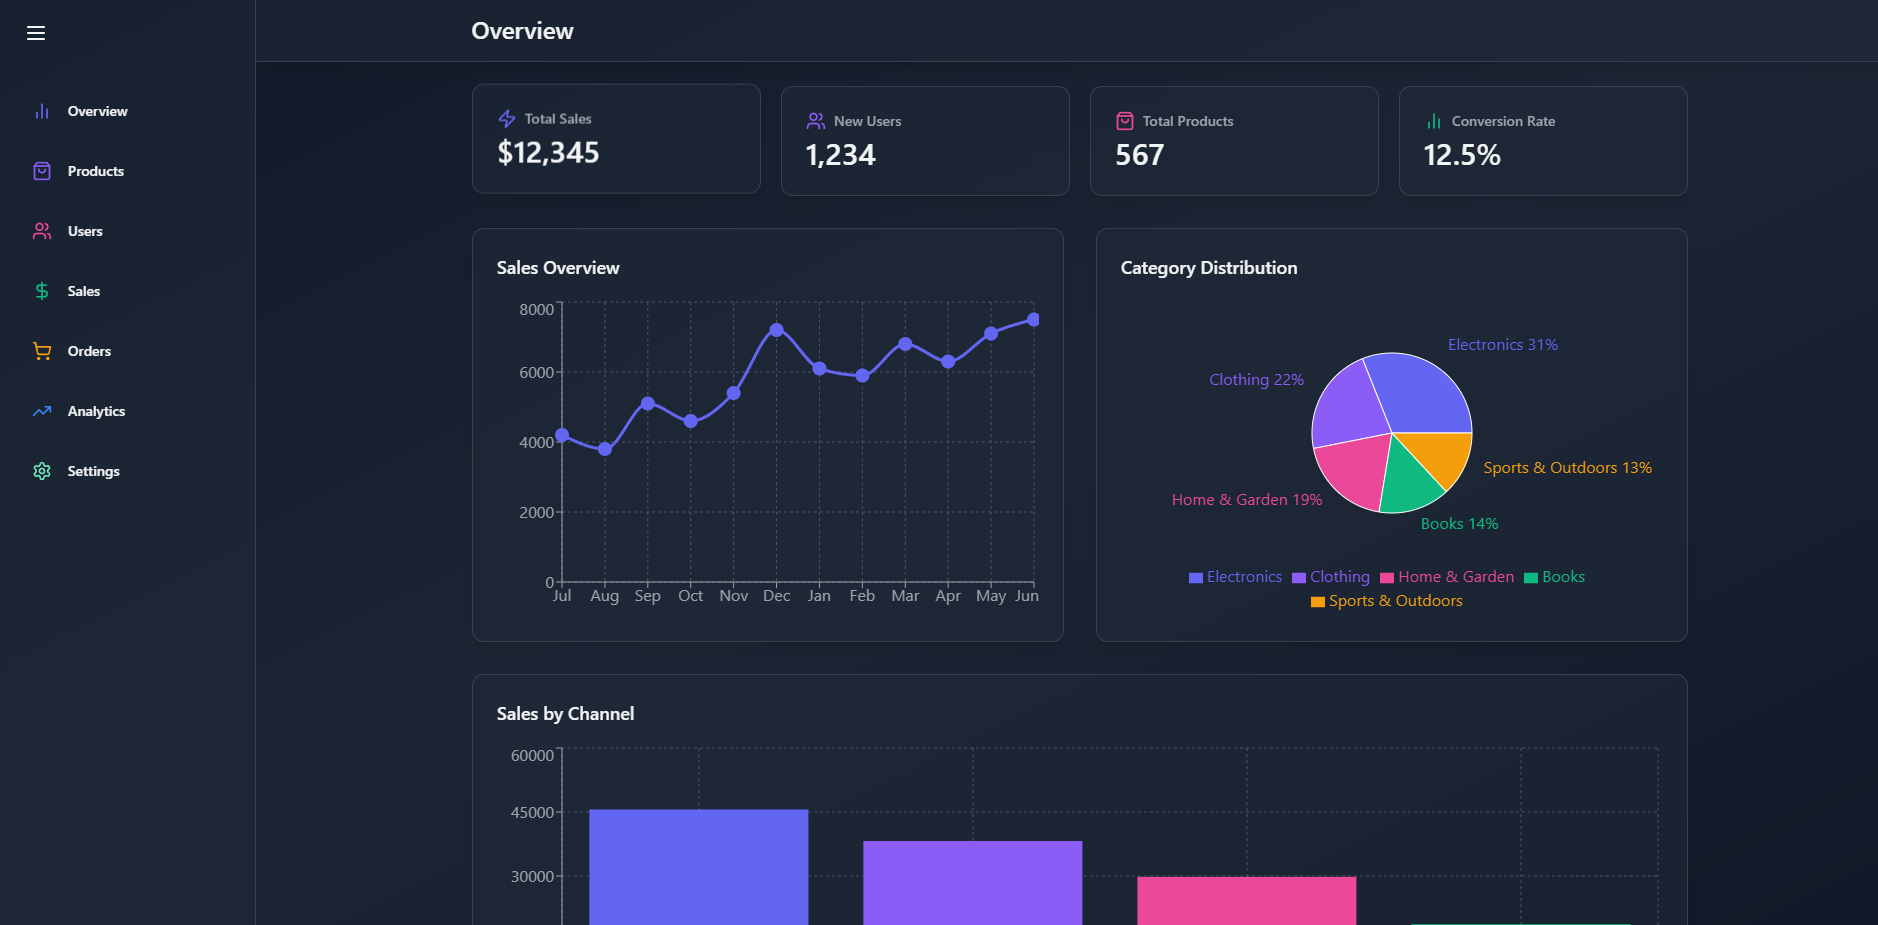 Overview
Overview
Products
Users
Sales
Orders
Analytics
Settings
Total Sales
$12,345
New Users
1,234
Total Products
567
Conversion Rate
12.5%
Sales Overview
8000
6000
4000
2000
0
Jul Aug Sep Oct Nov Dec Jan Feb Mar Apr May Jun
Category Distribution
Electronics 31%
Clothing 22%
Sports & Outdoors 13%
Home & Garden 19%
Books 14%
Electronics Clothing Home & Garden Books
Sports & Outdoors
Sales by Channel
60000
45000
30000